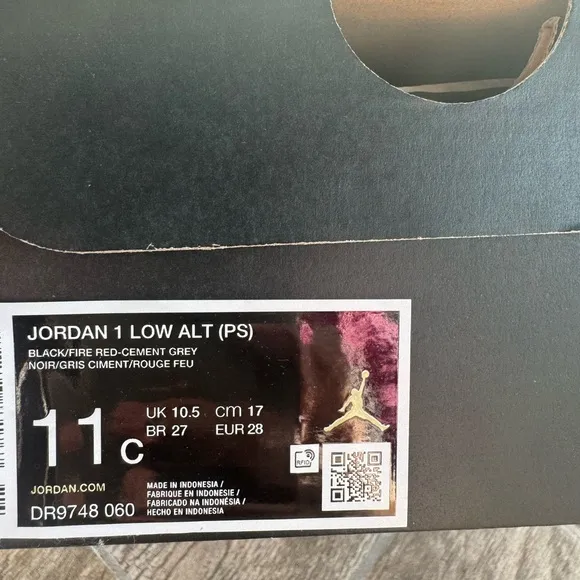 JORDAN 1 LOW ALT (PS)
BLACK/FIRE RED-CEMENT GREY
NOIR/GRIS CIMENT/ROUGE FEU
11C
UK 10.5 cm 17
BR 27 EUR 28
RFID
JORDAN.COM
DR9748 060
MADE IN INDONESIA /
FABRIQUE EN INDONESIE /
FABRICADO NA INDONÉSIA /
HECHO EN INDONESIA